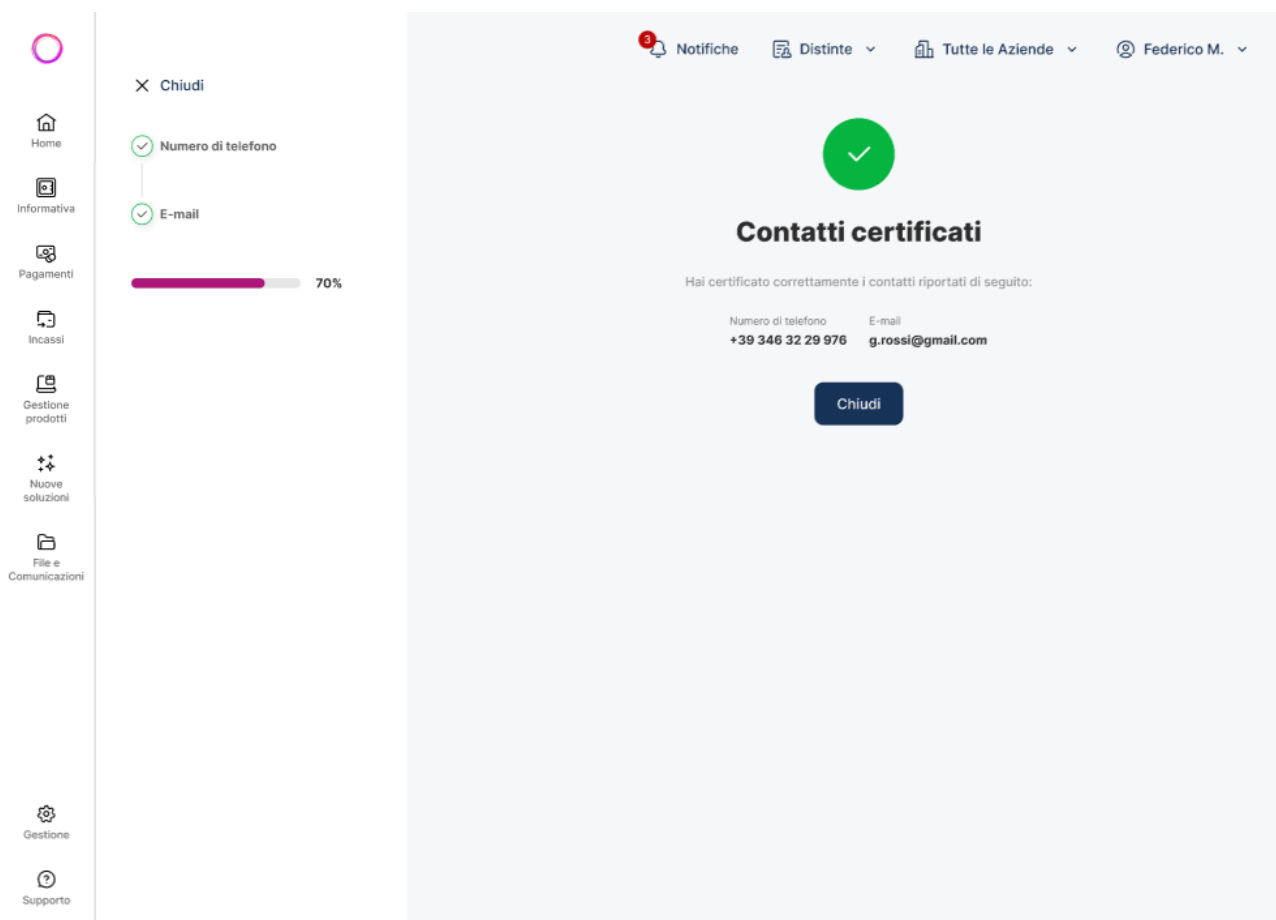 3
Notifiche
Distinte
Tutte le Aziende
Federico M.
Home
Informativa
Pagamenti
Incassi
Gestione
prodotti
Nuove
soluzioni
File e
Comunicazioni
Gestione
Supporto
Chiudi
Numero di telefono
E-mail
70%
Contatti certificati
Hai certificato correttamente i contatti riportati di seguito:
Numero di telefono
+39 346 32 29 976
E-mail
g.rossi@gmail.com
Chiudi